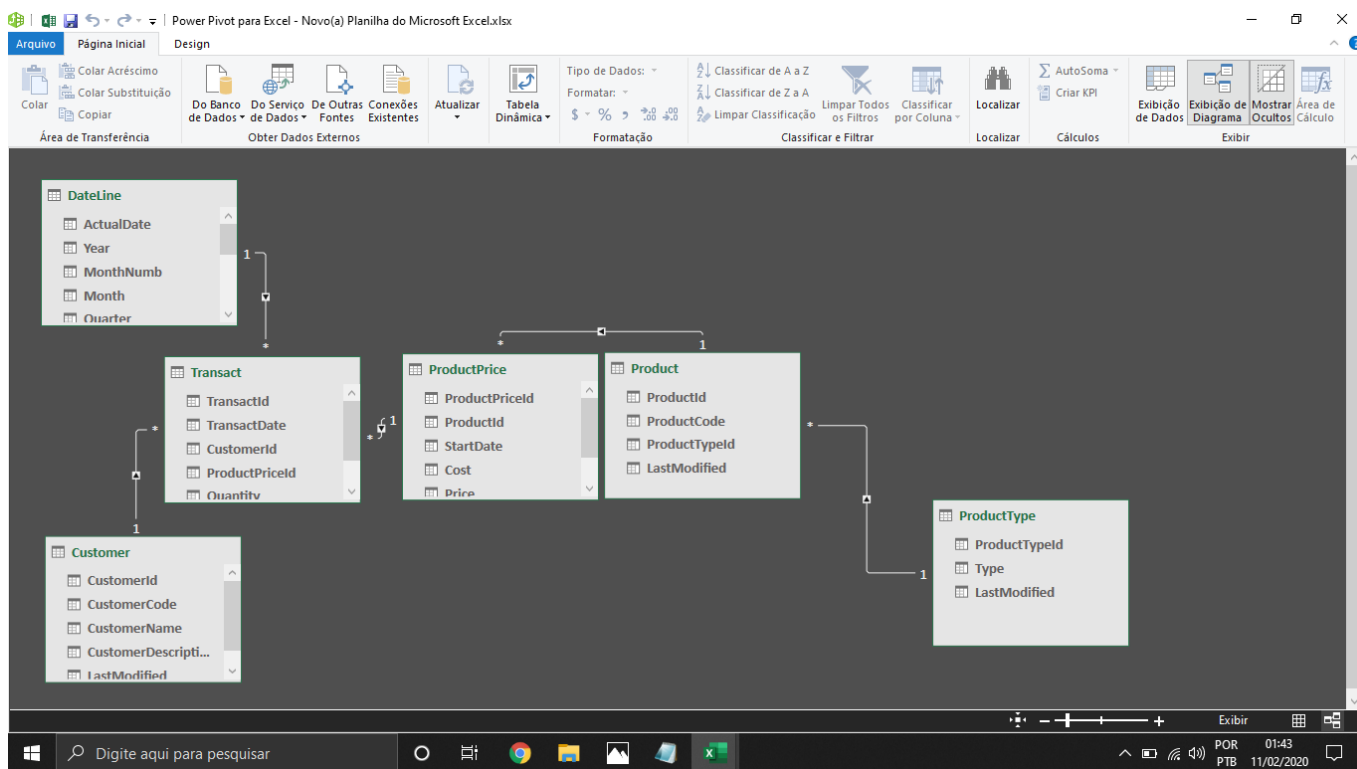 Power Pivot para Excel - Novo(a) Planilha do Microsoft Excel.xlsx
Arquivo Página Inicial Design
Colar
Colar Acréscimo
Colar Substituição
Copiar
Área de Transferência
Do Banco de Dados
Do Serviço de Dados
De Outras Fontes
Conexões Existentes
Obter Dados Externos
Atualizar
Tabela Dinâmica
Tipo de Dados:
Formatar:
$ % 9 .00 .00
Formatação
Classificar de A a Z
Classificar de Z a A
Limpar Classificação
Limpar Todos os Filtros
Classificar por Coluna
Classificar e Filtrar
Localizar
Localizar
AutoSoma
Criar KPI
Cálculos
Exibição de Dados
Exibição de Diagrama
Mostrar Ocultos
Área de Cálculo
Exibir
DateLine
ActualDate
Year
MonthNumb
Month
Quarter
1
*
Transact
TransactId
TransactDate
CustomerId
ProductPriceId
Quantity
*
1
* 1
ProductPrice
ProductPriceId
ProductId
StartDate
Cost
Price
* 1
Product
ProductId
ProductCode
ProductTypeId
LastModified
*
1
ProductType
ProductTypeId
Type
LastModified
Customer
CustomerId
CustomerCode
CustomerName
CustomerDescripti...
LastModified
Exibir
Digite aqui para pesquisar
POR
PTB
01:43
11/02/2020